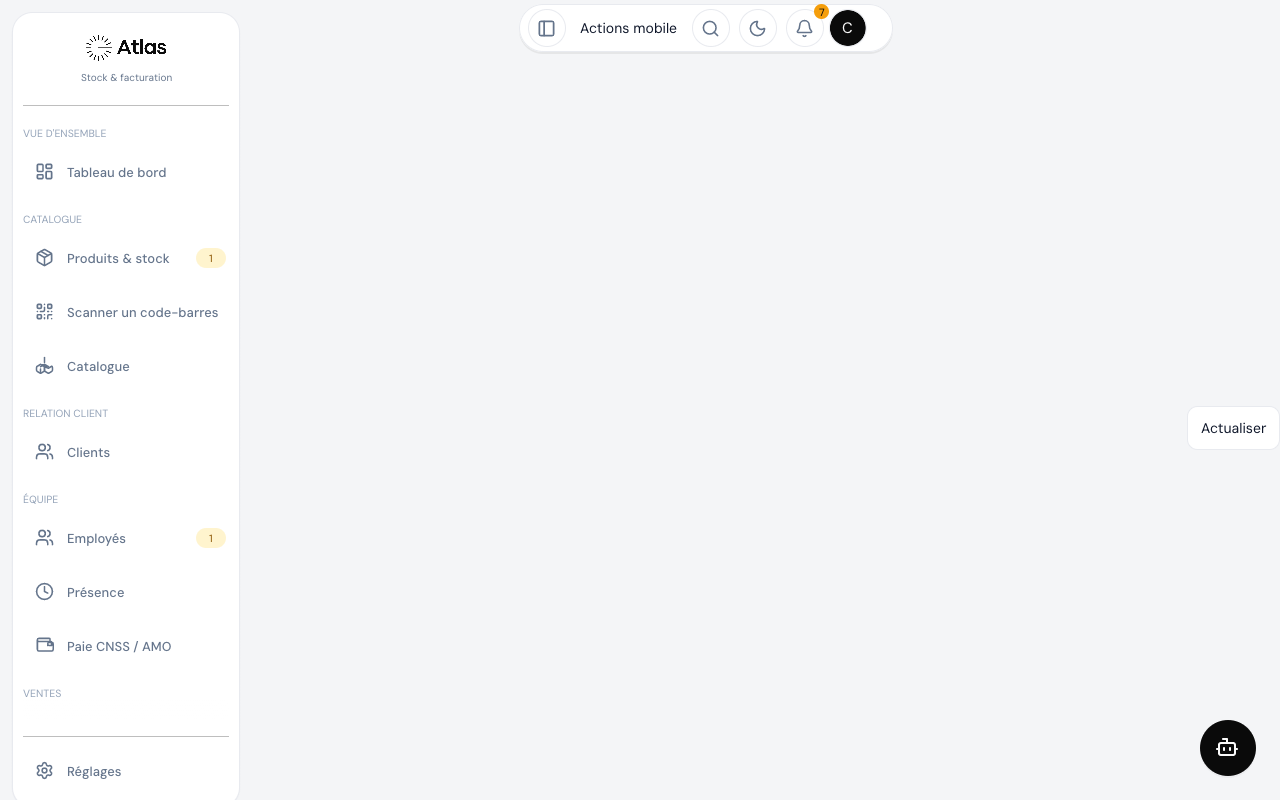 Atlas
Stock & facturation
VUE D'ENSEMBLE
Tableau de bord
CATALOGUE
Produits & stock 1
Scanner un code-barres
Catalogue
RELATION CLIENT
Clients
ÉQUIPE
Employés 1
Présence
Paie CNSS / AMO
VENTES
Réglages
Actions mobile 7 C
Actualiser